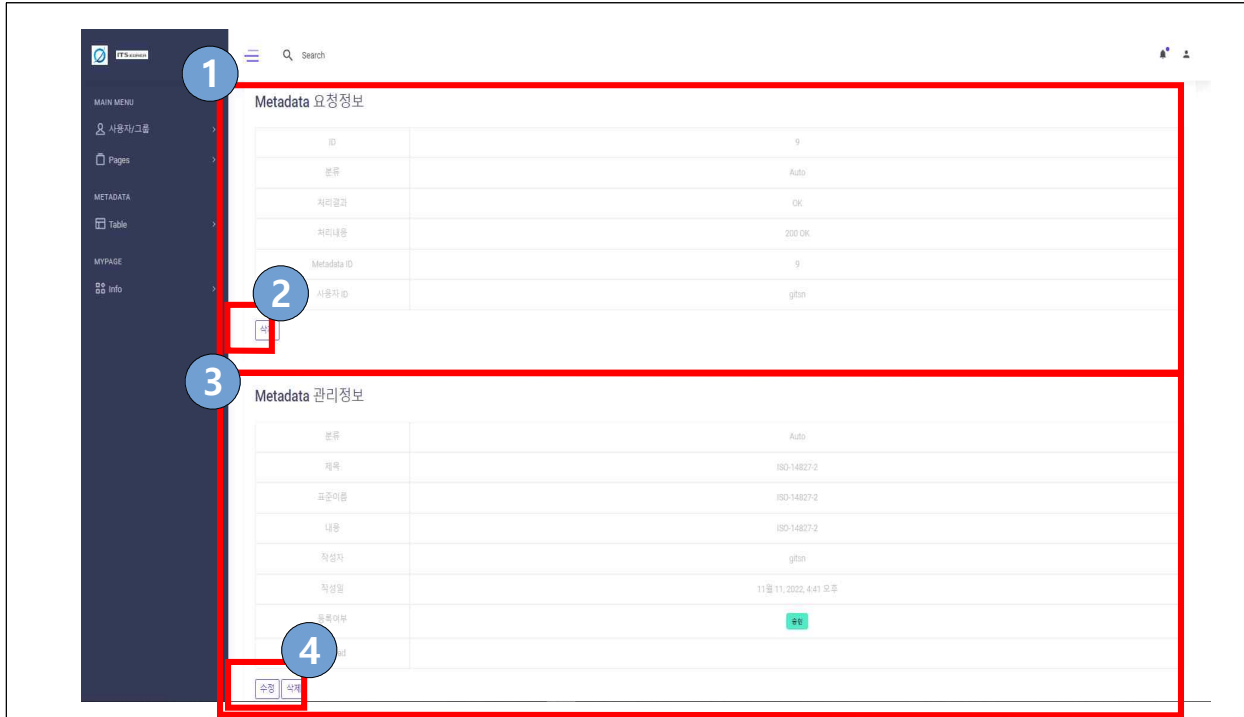 ITS KOREA
Search
MAIN MENU
사용자/그룹
Pages
METADATA
Table
MYPAGE
Info
1
Metadata 요청정보
ID 9
분류 Auto
처리결과 OK
처리내용 200 OK
Metadata ID 9
사용자 ID gitsn
2
3
Metadata 관리정보
분류 Auto
제목 ISO-14827-2
표준이름 ISO-14827-2
내용 ISO-14827-2
작성자 gitsn
작성일 11월 11, 2022, 4:41 오후
등록여부 승인
4
수정 삭제